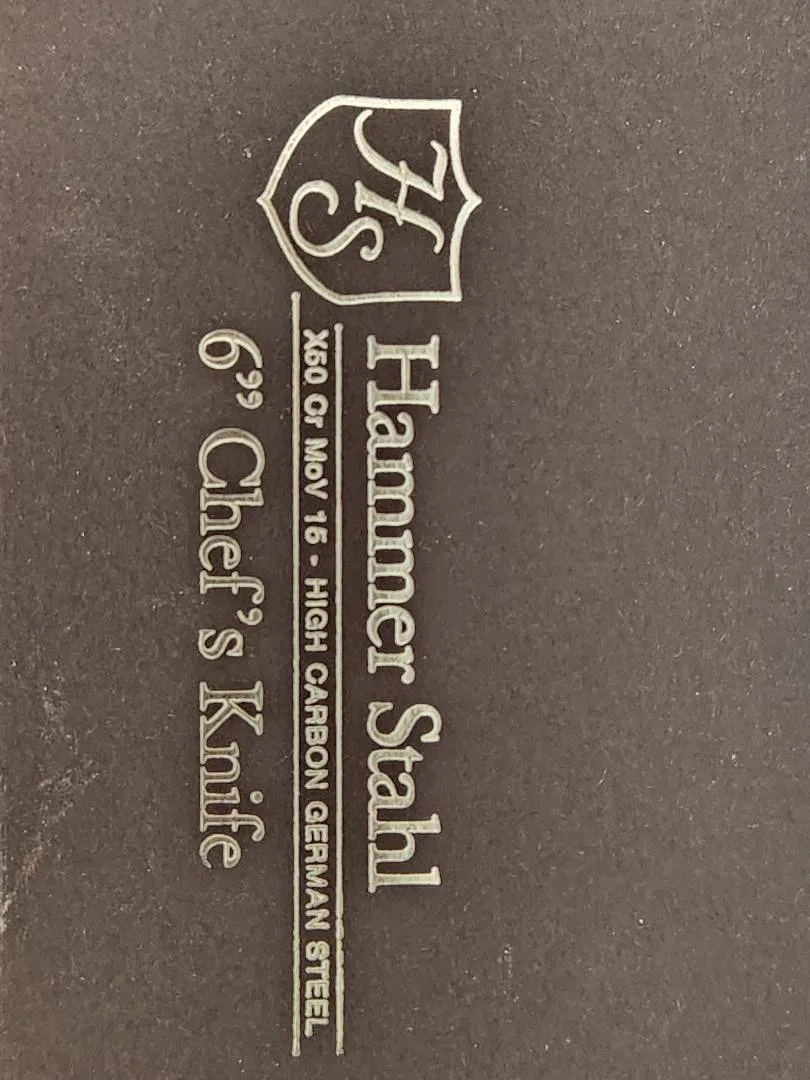 HS
Hammer Stahl
X50 Cr MoV 15 - HIGH CARBON GERMAN STEEL
6” Chef’s Knife